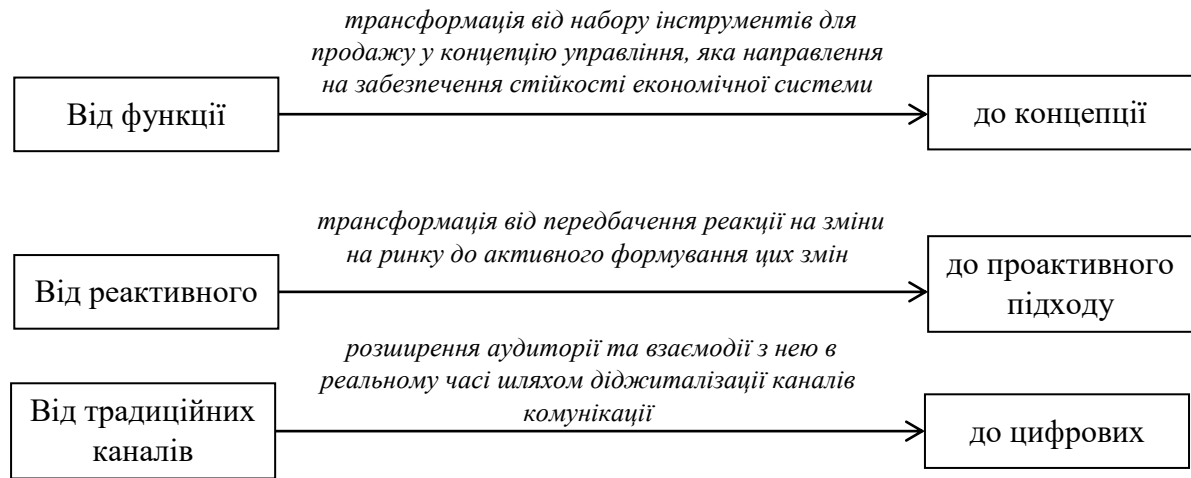 трансформація від набору інструментів для
продажу у концепцію управління, яка направлення
на забезпечення стійкості економічної системи
Від функції
до концепції
трансформація від передбачення реакції на зміни
на ринку до активного формування цих змін
Від реактивного
до проактивного
підходу
розширення аудиторії та взаємодії з нею в
реальному часі шляхом діджиталізації каналів
комунікації
Від традиційних
каналів
до цифрових